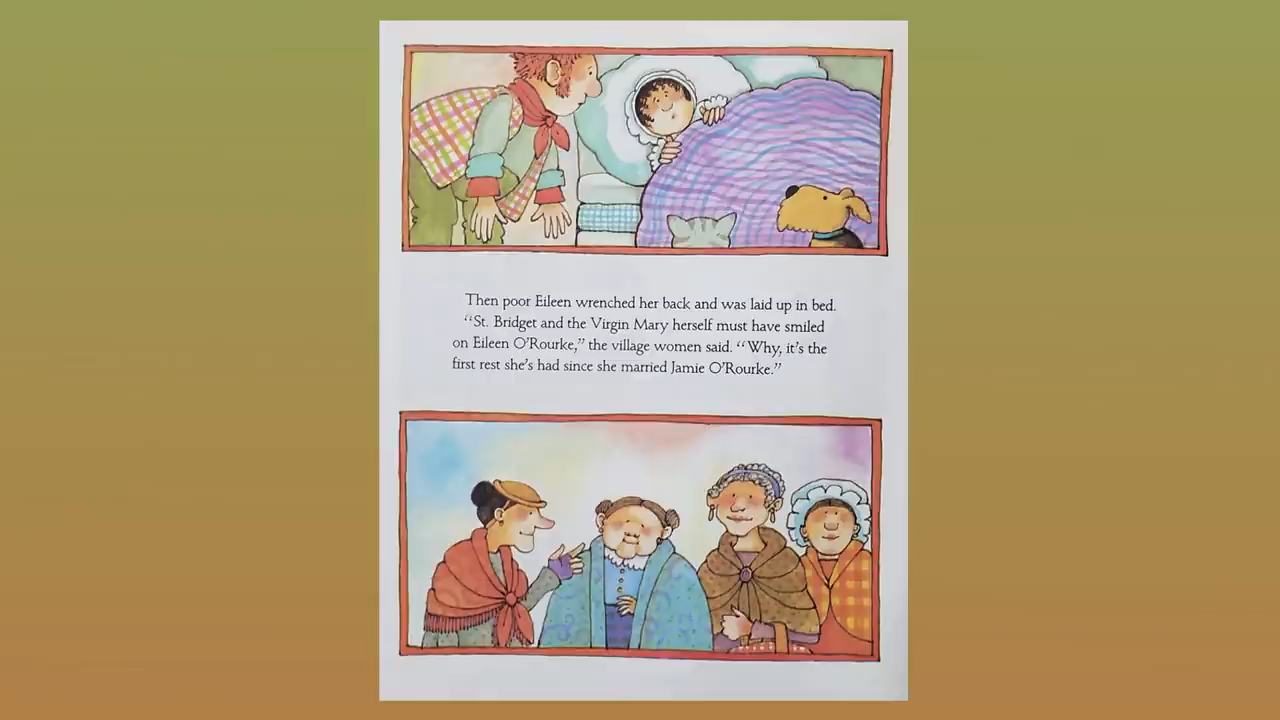 Then poor Eileen wrenched her back and was laid up in bed.
“St. Bridget and the Virgin Mary herself must have smiled
on Eileen O’Rourke,” the village women said. “Why, it’s the
first rest she’s had since she married Jamie O’Rourke.”